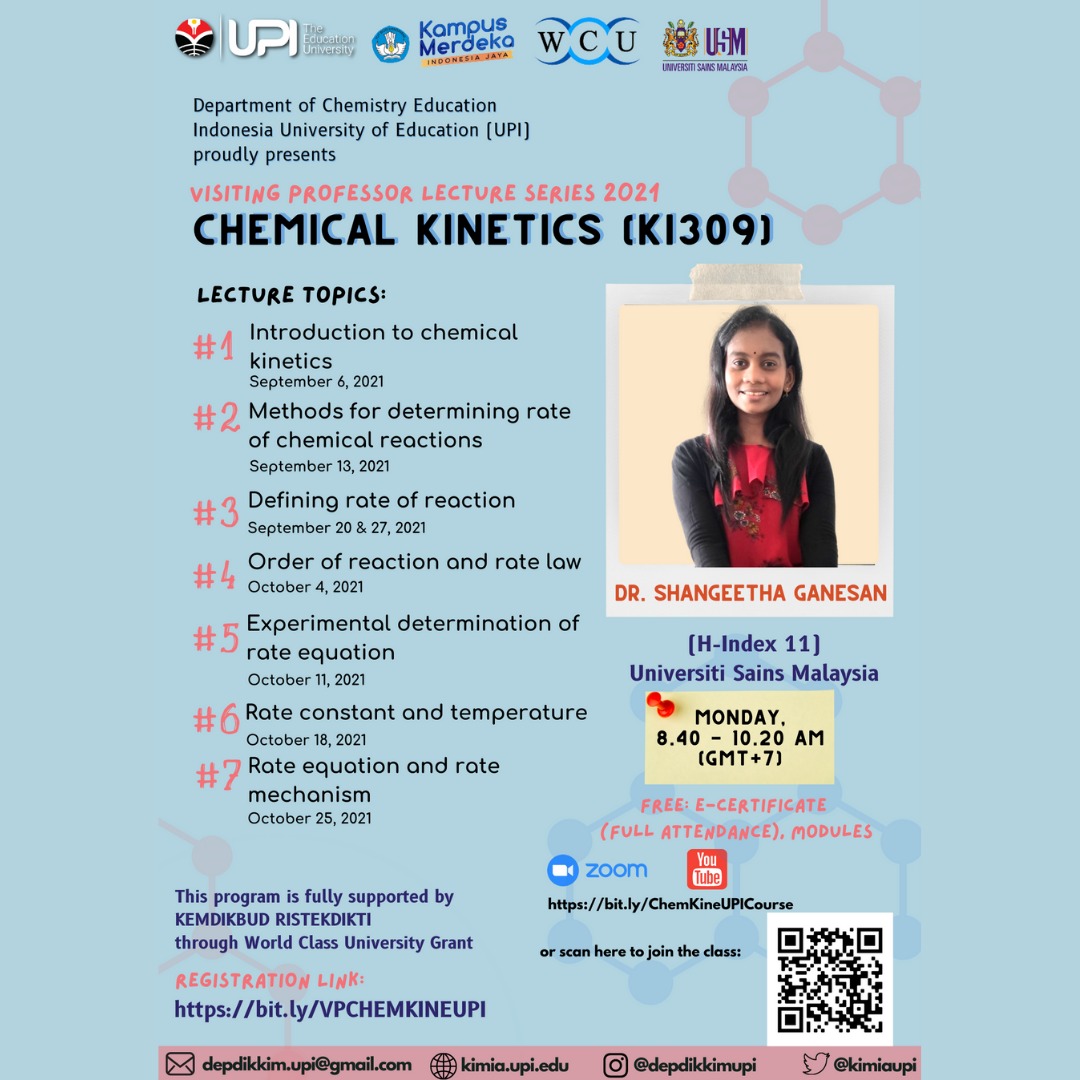 UPI The Education University
Kampus Merdeka
INDONESIA JAYA
WCU
USM
UNIVERSITI SAINS MALAYSIA
Department of Chemistry Education
Indonesia University of Education (UPI)
proudly presents
VISITING PROFESSOR LECTURE SERIES 2021
CHEMICAL KINETICS (KI309)
LECTURE TOPICS:
#1 Introduction to chemical
kinetics
September 6, 2021
#2 Methods for determining rate
of chemical reactions
September 13, 2021
#3 Defining rate of reaction
September 20 & 27, 2021
#4 Order of reaction and rate law
October 4, 2021
#5 Experimental determination of
rate equation
October 11, 2021
#6 Rate constant and temperature
October 18, 2021
#7 Rate equation and rate
mechanism
October 25, 2021
DR. SHANGEETHA GANESAN
(H-Index 11)
Universiti Sains Malaysia
MONDAY,
8.40 - 10.20 AM
(GMT+7)
FREE: E-CERTIFICATE
(FULL ATTENDANCE), MODULES
zoom
You
Tube
https://bit.ly/ChemKineUPICourse
or scan here to join the class:
This program is fully supported by
KEMDIKBUD RISTEKDIKTI
through World Class University Grant
REGISTRATION LINK:
https://bit.ly/VPCHEMKINEUPI
depdikkim.upi@gmail.com kimia.upi.edu @depdikkimupi @kimiaupi